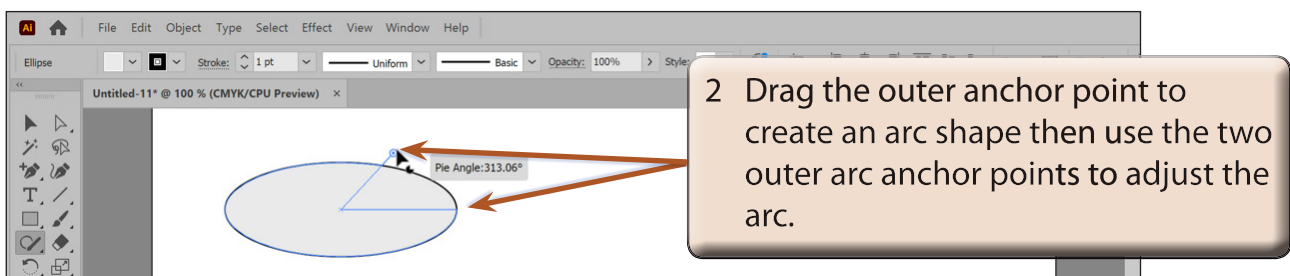 Ai File Edit Object Type Select Effect View Window Help
Ellipse Stroke: 1 pt Uniform Basic Opacity: 100% Style:
Untitled-11* @ 100 % (CMYK/CPU Preview) ×
Pie Angle:313.06°
2 Drag the outer anchor point to
create an arc shape then use the two
outer arc anchor points to adjust the
arc.